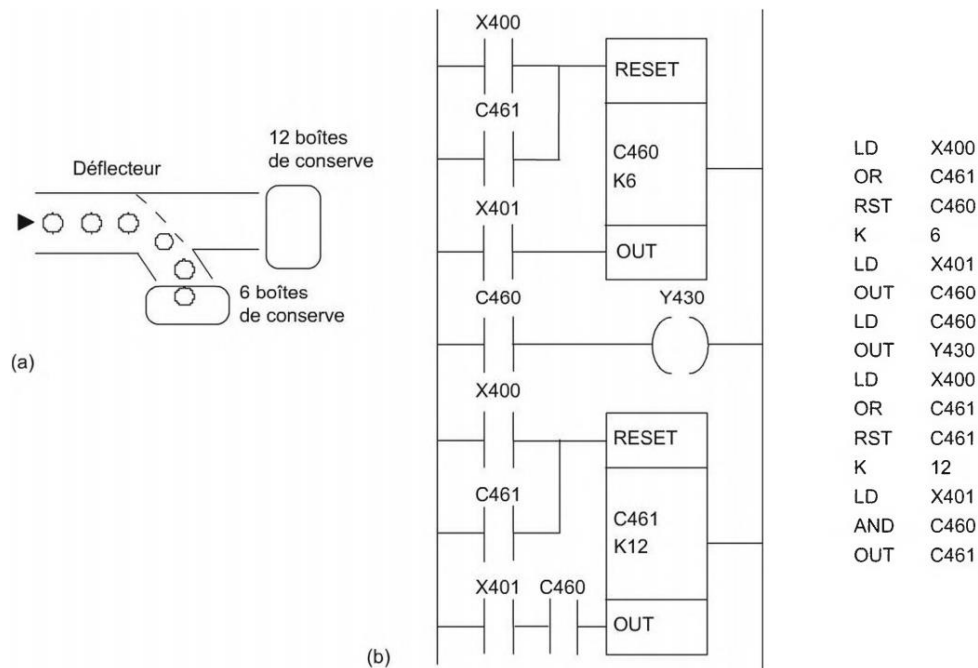 Déflecteur
12 boîtes
de conserve
6 boîtes
de conserve
(a)
X400
RESET
C461
C460
K6
X401
OUT
C460
Y430
X400
RESET
C461
C461
K12
X401
C460
OUT
(b)
LD X400
OR C461
RST C460
K 6
LD X401
OUT C460
LD C460
OUT Y430
LD X400
OR C461
RST C461
K 12
LD X401
AND C460
OUT C461